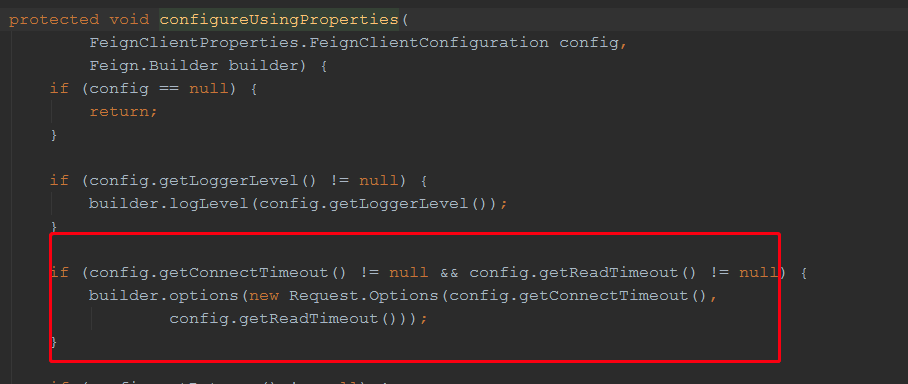 protected void configureUsingProperties(
FeignClientProperties.FeignClientConfiguration config,
Feign.Builder builder) {
if (config == null) {
return;
}
if (config.getLoggerLevel() != null) {
builder.logLevel(config.getLoggerLevel());
}
if (config.getConnectTimeout() != null && config.getReadTimeout() != null) {
builder.options(new Request.Options(config.getConnectTimeout(),
config.getReadTimeout()));
}